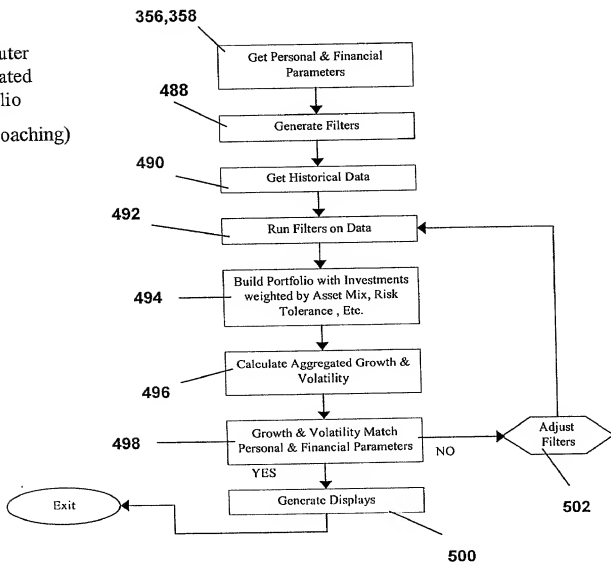 356,358
uter
ated
lio
oaching)
Get Personal & Financial
Parameters
488
Generate Filters
490
Get Historical Data
492
Run Filters on Data
494
Build Portfolio with Investments
weighted by Asset Mix, Risk
Tolerance , Etc.
496
Calculate Aggregated Growth &
Volatility
498
Growth & Volatility Match
Personal & Financial Parameters
NO
Adjust
Filters
502
YES
Generate Displays
Exit
500